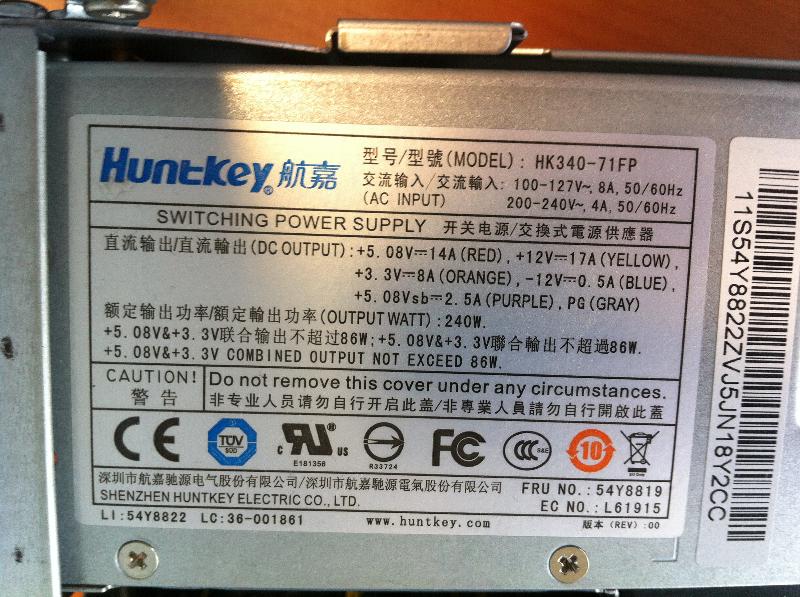 Huntkey® 航嘉
型号/型號(MODEL): HK340-71FP
交流输入/交流輸入: 100-127V~, 8A, 50/60Hz
(AC INPUT) 200-240V~, 4A, 50/60Hz
SWITCHING POWER SUPPLY 开关电源/交換式電源供應器
直流输出/直流輸出(DC OUTPUT): +5.08V⎓14A(RED), +12V⎓17A(YELLOW),
+3.3V⎓8A(ORANGE), -12V⎓0.5A(BLUE),
+5.08Vsb⎓2.5A(PURPLE), PG(GRAY)
额定输出功率/額定輸出功率(OUTPUT WATT): 240W.
+5.08V&+3.3V联合输出不超过86W; +5.08V&+3.3V聯合輸出不超過86W.
+5.08V&+3.3V COMBINED OUTPUT NOT EXCEED 86W.
CAUTION!
警告
Do not remove this cover under any circumstances.
非专业人员请勿自行开启此盖/非專業人員請勿自行開啟此蓋
CE TÜV SÜD c RU® US E181356 R33724 FC CCC S&E 10
深圳市航嘉驰源电气股份有限公司/深圳市航嘉馳源電氣股份有限公司
SHENZHEN HUNTKEY ELECTRIC CO., LTD.
FRU NO.: 54Y8819
EC NO.: L61915
LI:54Y8822 LC:36-001861 www.huntkey.com 版本(REV):00
11S54Y8822ZVJ5JN18Y2CC